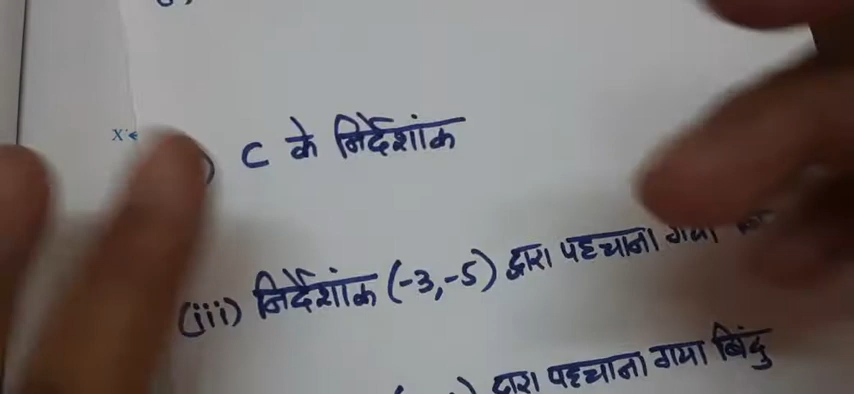 X'
) C के निर्देशांक
(iii) निर्देशांक (-3,-5) द्वारा पहचाना गया
) द्वारा पहचाना गया बिंदु